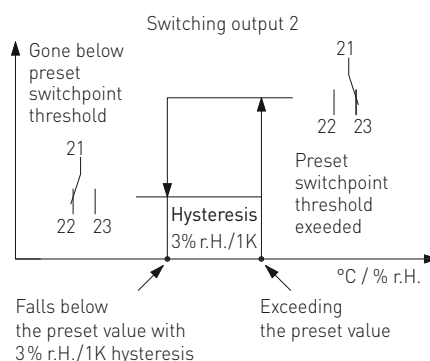 Switching output 2
Gone below
preset
switchpoint
threshold
21
22 23
21
22 23
Preset
switchpoint
threshold
exeeded
Hysteresis
3% r.H./1K
°C / % r.H.
Falls below
the preset value with
3% r.H./1K hysteresis
Exceeding
the preset value